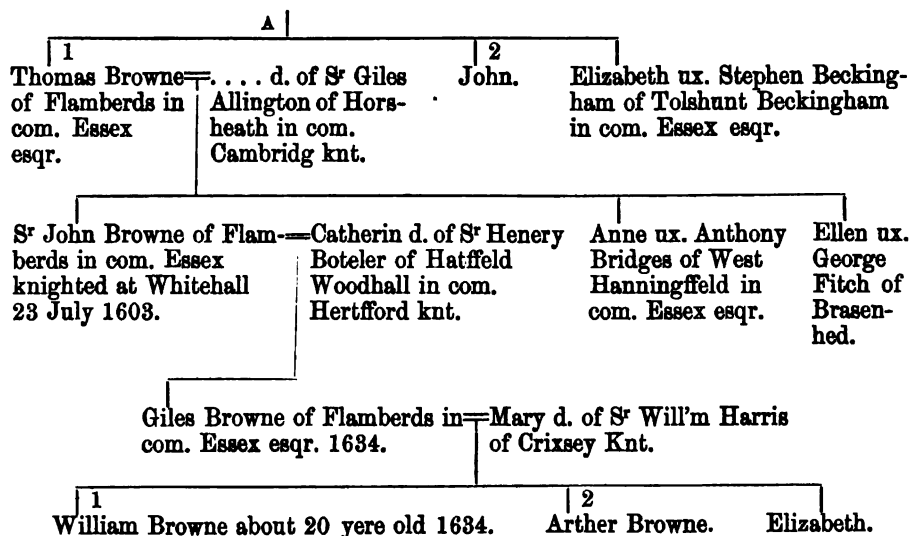 A
1
2
Thomas Browne
of Flamberds in
com. Essex
esqr.
. . . . d. of Sr Giles
Allington of Hors-
heath in com.
Cambridg knt.
John.
Elizabeth ux. Stephen Becking-
ham of Tolshunt Beckingham
in com. Essex esqr.
Sr John Browne of Flam-
berds in com. Essex
knighted at Whitehall
23 July 1603.
Catherin d. of Sr Henery
Boteler of Hatffeld
Woodhall in com.
Hertfford knt.
Anne ux. Anthony
Bridges of West
Hanningffeld in
com. Essex esqr.
Ellen ux.
George
Fitch of
Brasen-
hed.
Giles Browne of Flamberds in
com. Essex esqr. 1634.
Mary d. of Sr Will'm Harris
of Crixsey Knt.
1
2
William Browne about 20 yere old 1634.
Arther Browne.
Elizabeth.